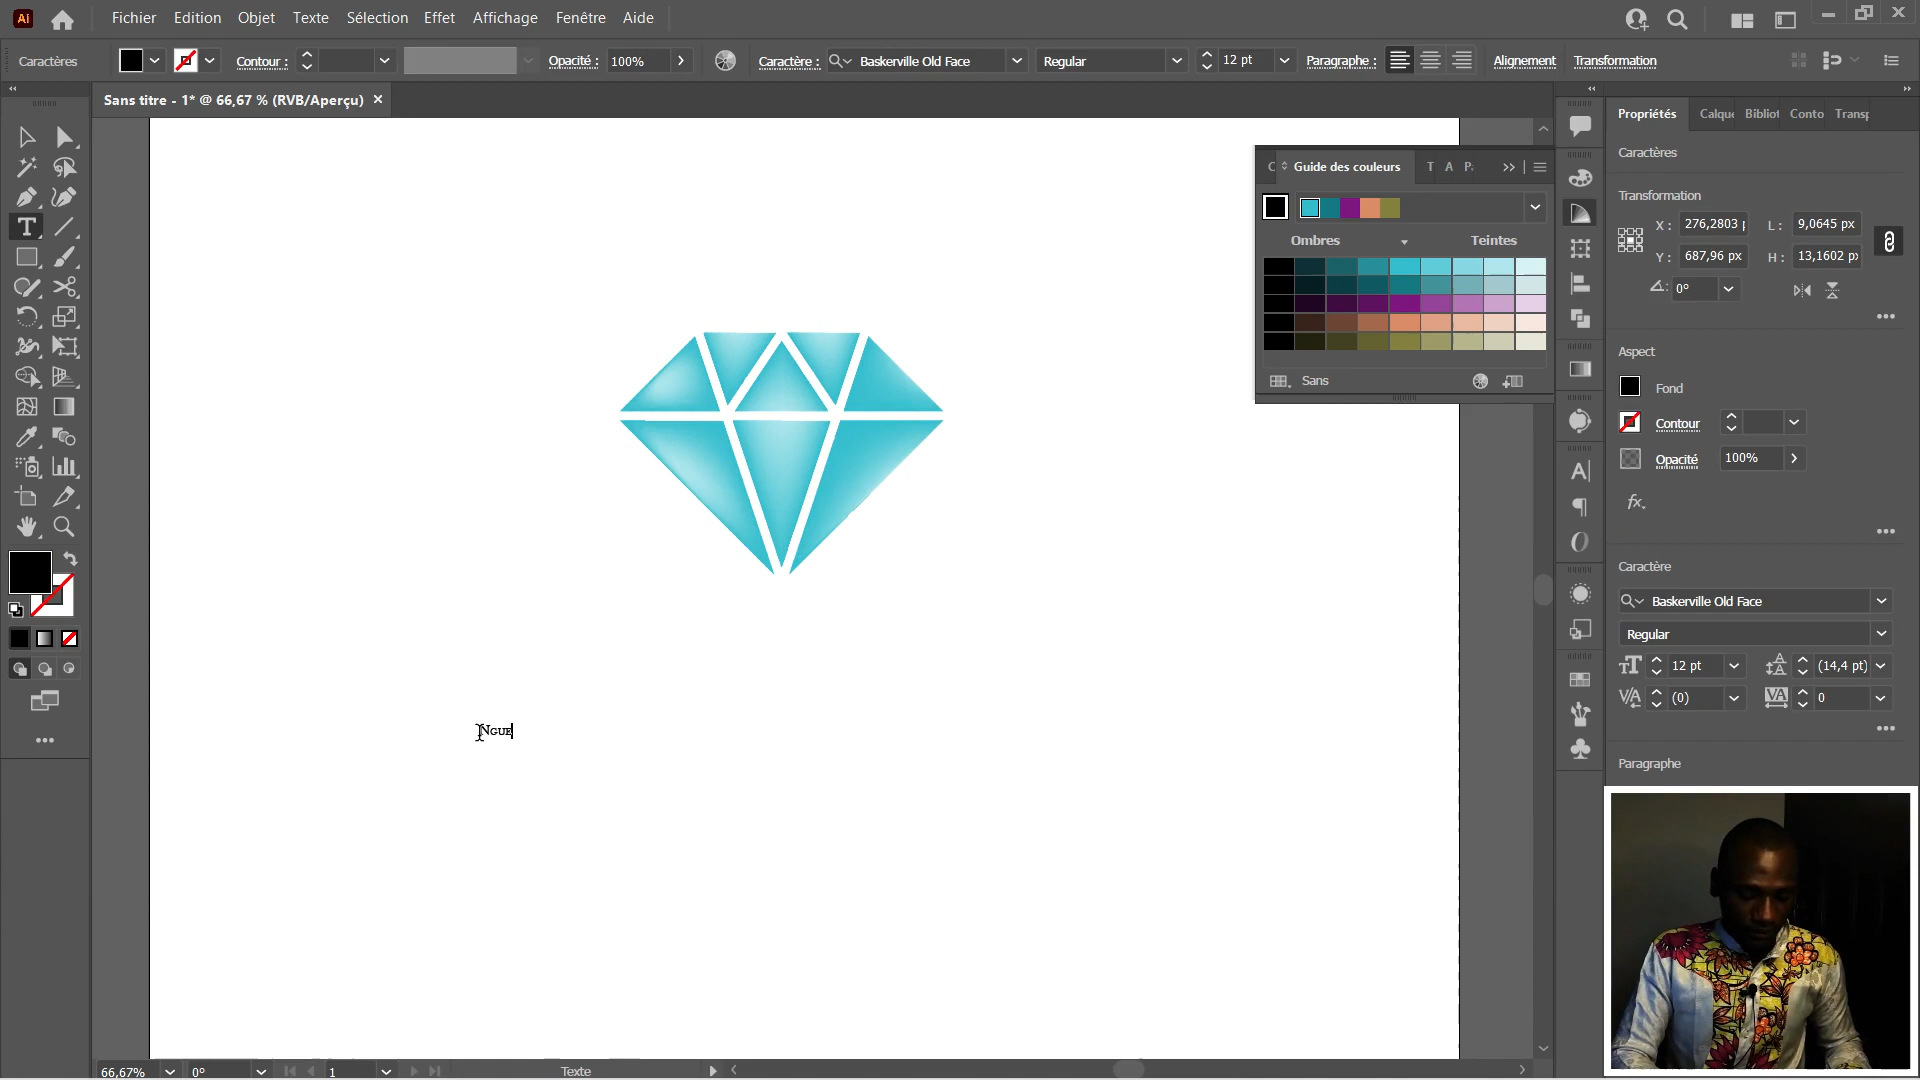 Ai
Fichier Edition Objet Texte Sélection Effet Affichage Fenêtre Aide
Caractères Contour : Opacité : 100% Caractère : Baskerville Old Face Regular 12 pt Paragraphe : Alignement Transformation
Sans titre - 1* @ 66,67 % (RVB/Aperçu) ×
Propriétés Calque Bibliot Conto Transp
Caractères
C Guide des couleurs T A P
Transformation
X : 276,2803 p L : 9,0645 px
Y : 687,96 px H : 13,1602 px
Ombres Teintes
0°
Aspect
Sans
Fond
Contour
Opacité 100%
fx.
Caractère
Baskerville Old Face
Regular
12 pt (14,4 pt)
(0) 0
NGUE
Paragraphe
66,67% 0° 1 Texte